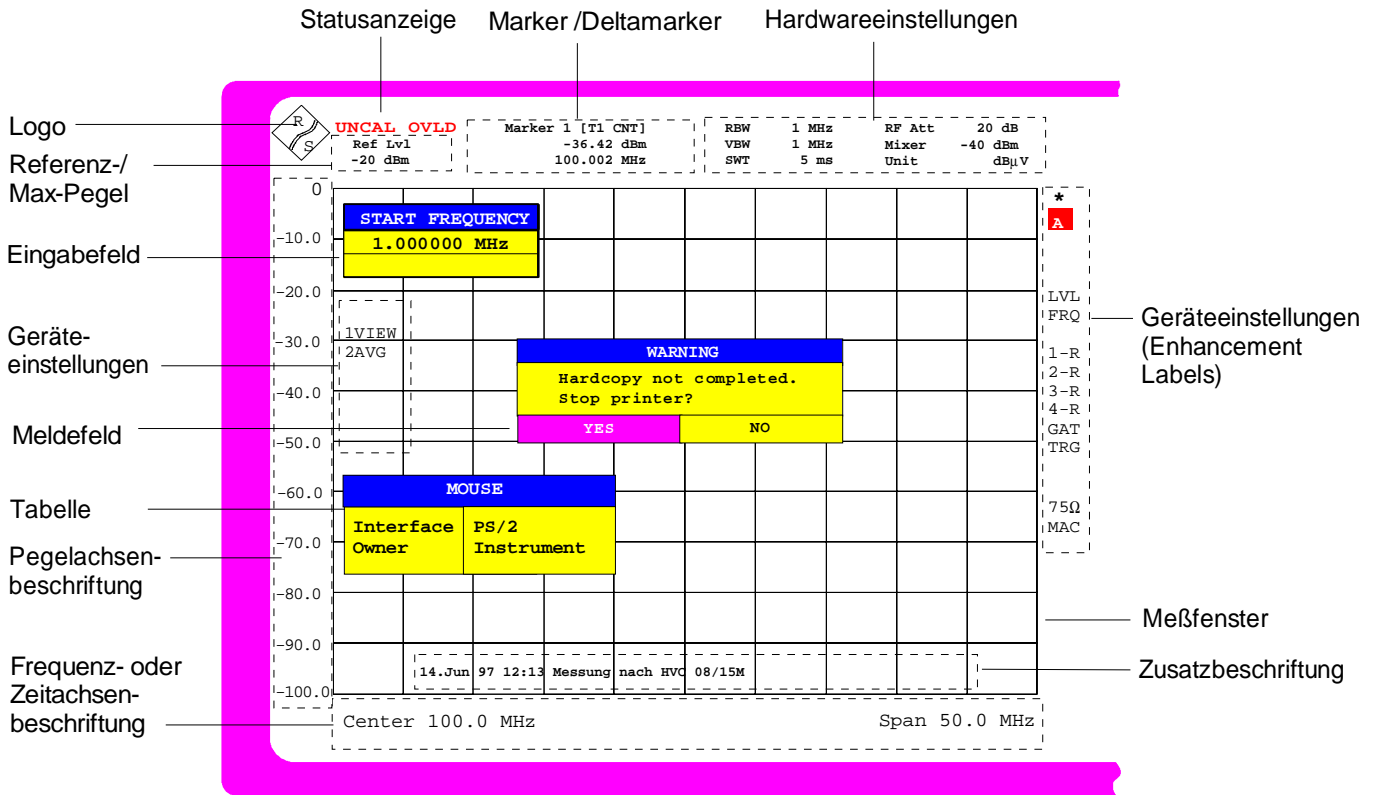 Statusanzeige
Marker /Deltamarker
Hardwareeinstellungen
Logo
Referenz-/
Max-Pegel
Eingabefeld
Geräte-
einstellungen
Meldefeld
Tabelle
Pegelachsen-
beschriftung
Frequenz- oder
Zeitachsen-
beschriftung
R
S
UNCAL OVLD
Ref Lvl
-20 dBm
Marker 1 [T1 CNT]
-36.42 dBm
100.002 MHz
RBW 1 MHz RF Att 20 dB
VBW 1 MHz Mixer -40 dBm
SWT 5 ms Unit dBµV
0
-10.0
-20.0
-30.0
-40.0
-50.0
-60.0
-70.0
-80.0
-90.0
-100.0
START FREQUENCY
1.000000 MHz
1VIEW
2AVG
WARNING
Hardcopy not completed.
Stop printer?
YES NO
MOUSE
Interface PS/2
Owner Instrument
14.Jun 97 12:13 Messung nach HVO 08/15M
Center 100.0 MHz Span 50.0 MHz
*
A
LVL
FRQ
1-R
2-R
3-R
4-R
GAT
TRG
75Ω
MAC
Geräteeinstellungen
(Enhancement
Labels)
Meßfenster
Zusatzbeschriftung